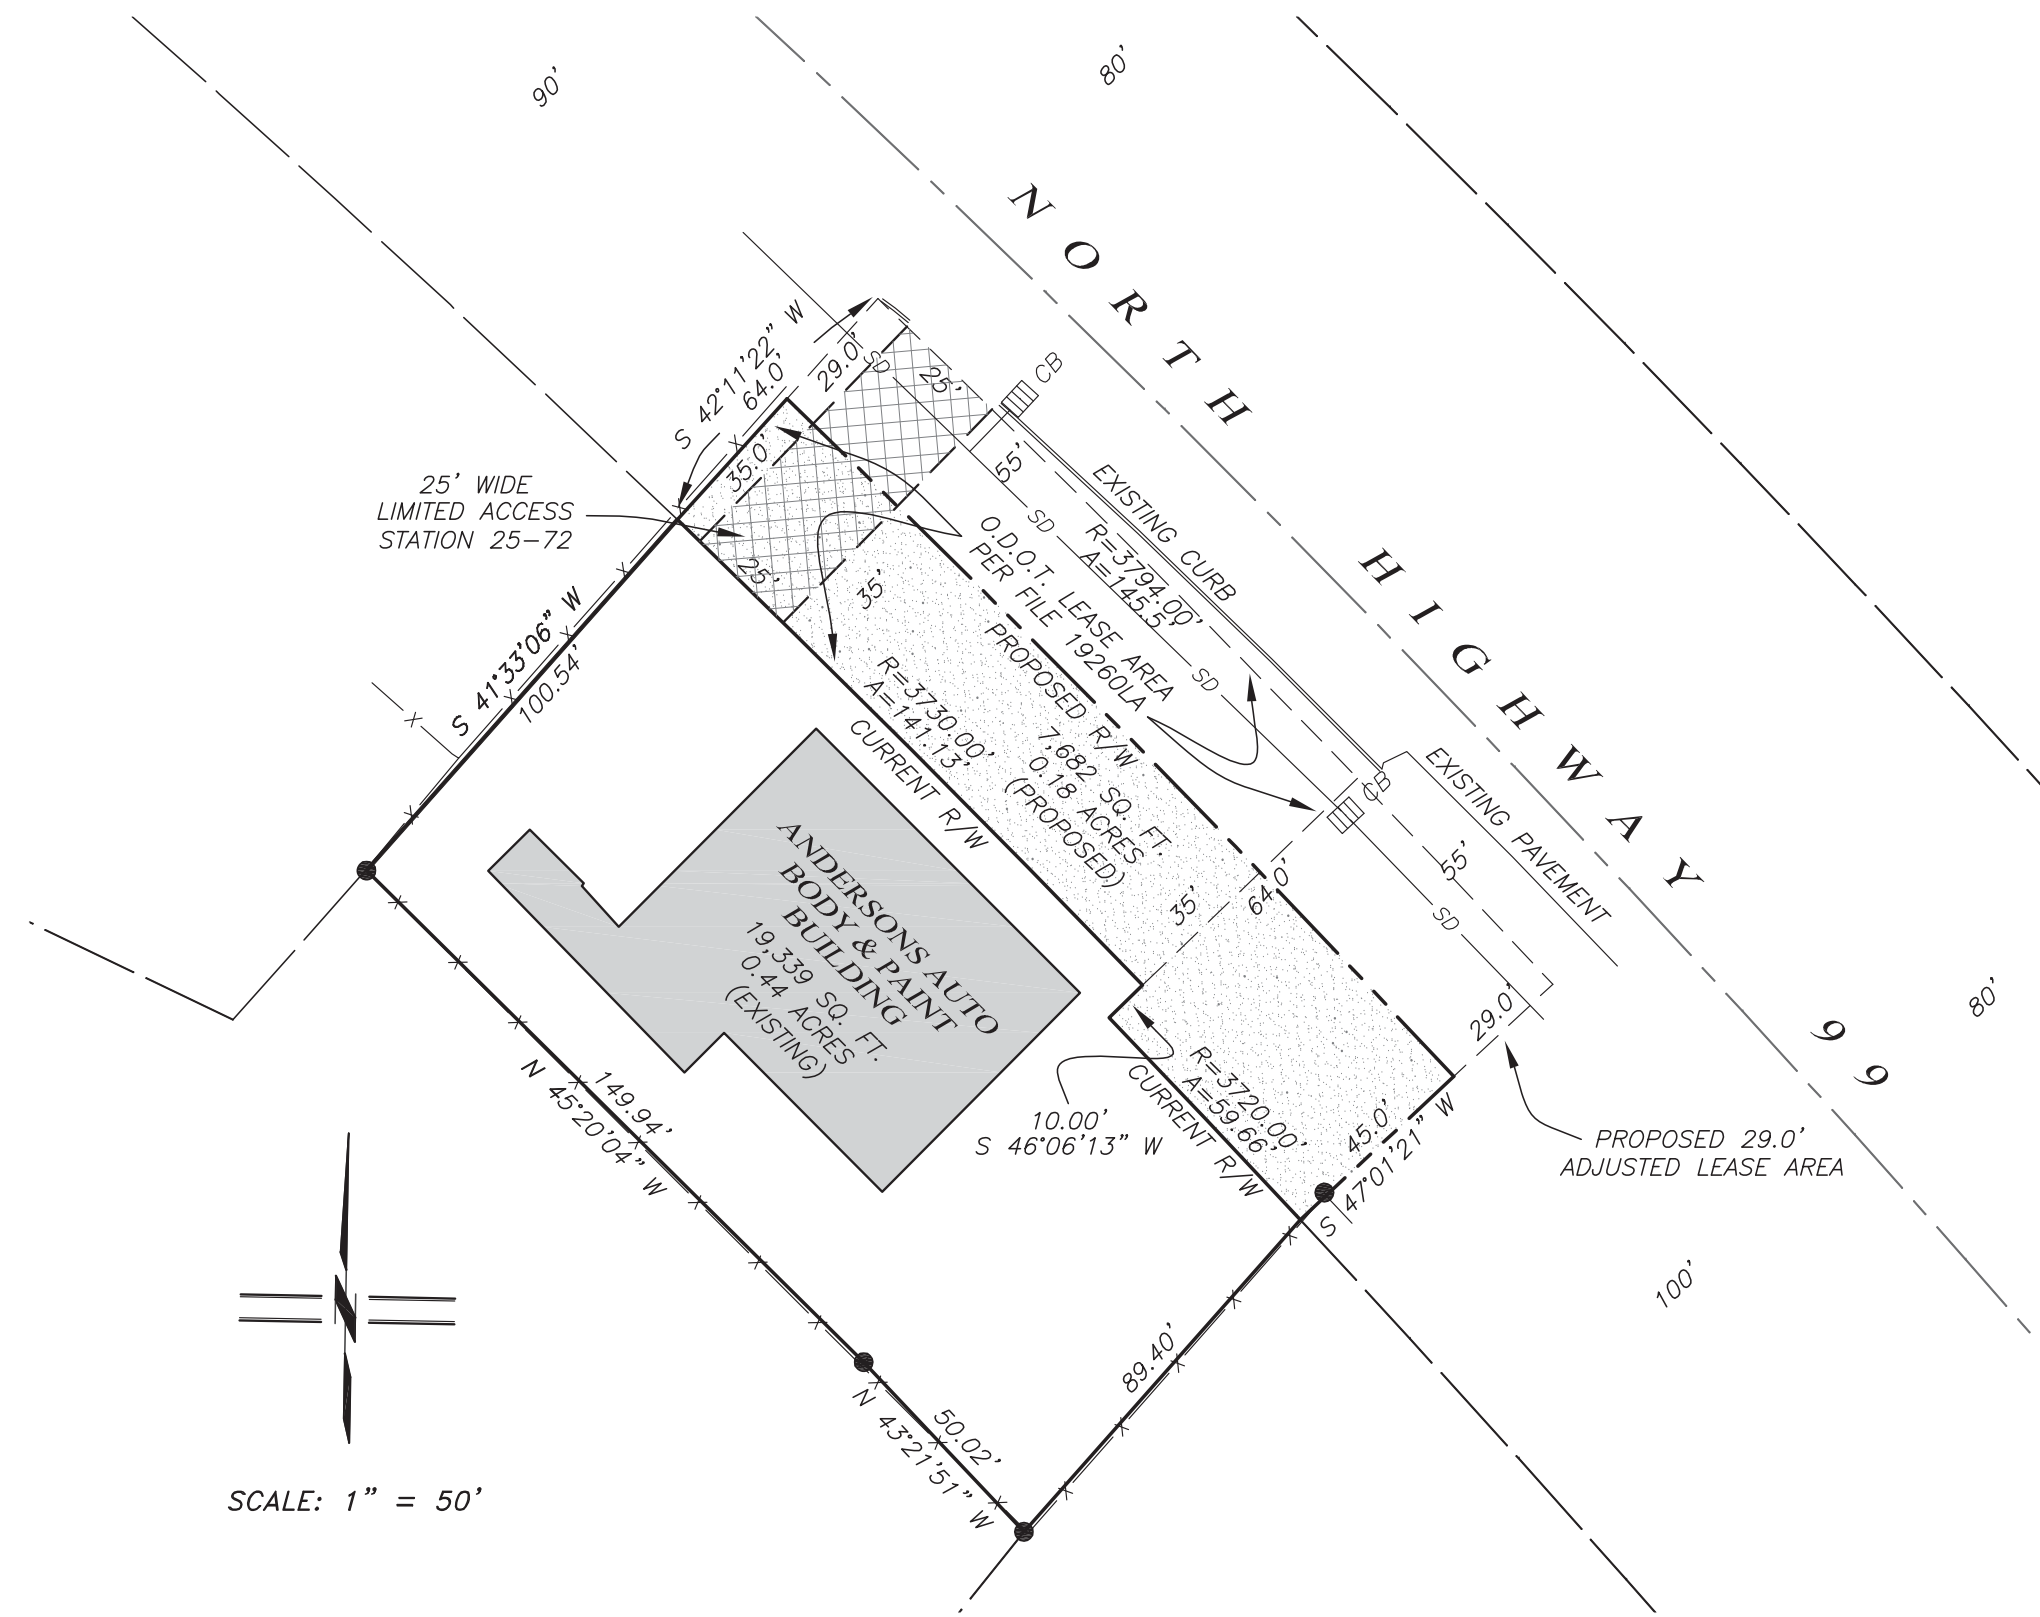 90'
80'
NORTH HIGHWAY 99
S 42°11'22" W
64.0'
29.0'
SD
25'
CB
35.0'
25' WIDE
LIMITED ACCESS
STATION 25-72
25'
35'
55'
SD
EXISTING CURB
R=3794.00'
A=145.5'
O.D.O.T. LEASE AREA
PER FILE 19260LA
SD
PROPOSED R/W
S 41°33'06" W
100.54'
R=3730.00'
A=141.13'
CURRENT R/W
7,682 SQ. FT.
0.18 ACRES
(PROPOSED)
CB
EXISTING PAVEMENT
55'
SD
35'
64.0'
ANDERSONS AUTO
BODY & PAINT
BUILDING
19,339 SQ. FT.
0.44 ACRES
(EXISTING)
29.0'
80'
R=3720.00'
A=59.66'
CURRENT R/W
10.00'
S 46°06'13" W
45.0'
S 47°01'21" W
PROPOSED 29.0'
ADJUSTED LEASE AREA
149.94'
N 45°20'04" W
100'
89.40'
50.02'
N 43°21'51" W
N
SCALE: 1" = 50'